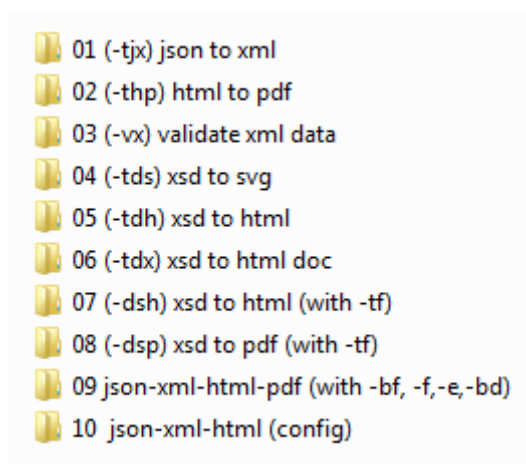 01 (-tjx) json to xml
02 (-thp) html to pdf
03 (-vx) validate xml data
04 (-tds) xsd to svg
05 (-tdh) xsd to html
06 (-tdx) xsd to html doc
07 (-dsh) xsd to html (with -tf)
08 (-dsp) xsd to pdf (with -tf)
09 json-xml-html-pdf (with -bf, -f,-e,-bd)
10  json-xml-html (config)